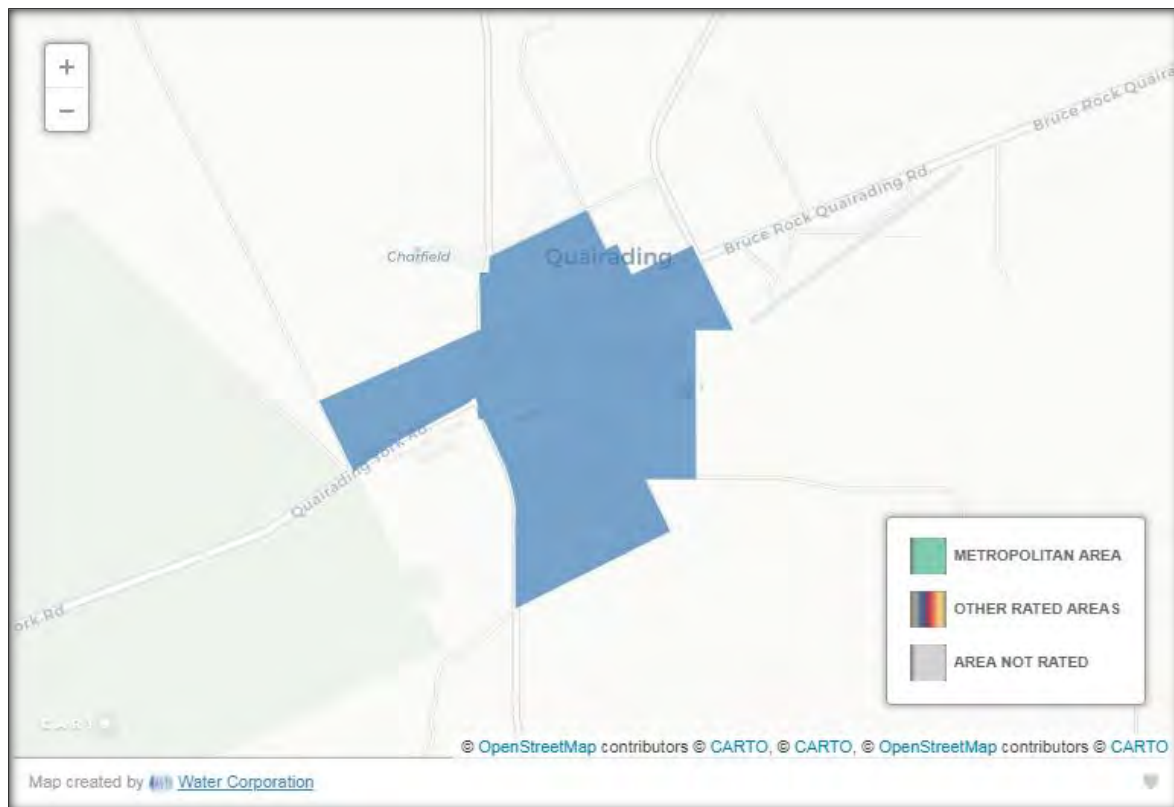 +
−
Bruce Rock Quaira
Bruce Rock Quairading Rd
Charfield
Quairading
Quairading York Rd
ork Rd
METROPOLITAN AREA
OTHER RATED AREAS
AREA NOT RATED
CART
© OpenStreetMap contributors © CARTO, © CARTO, © OpenStreetMap contributors © CARTO
Map created by Water Corporation